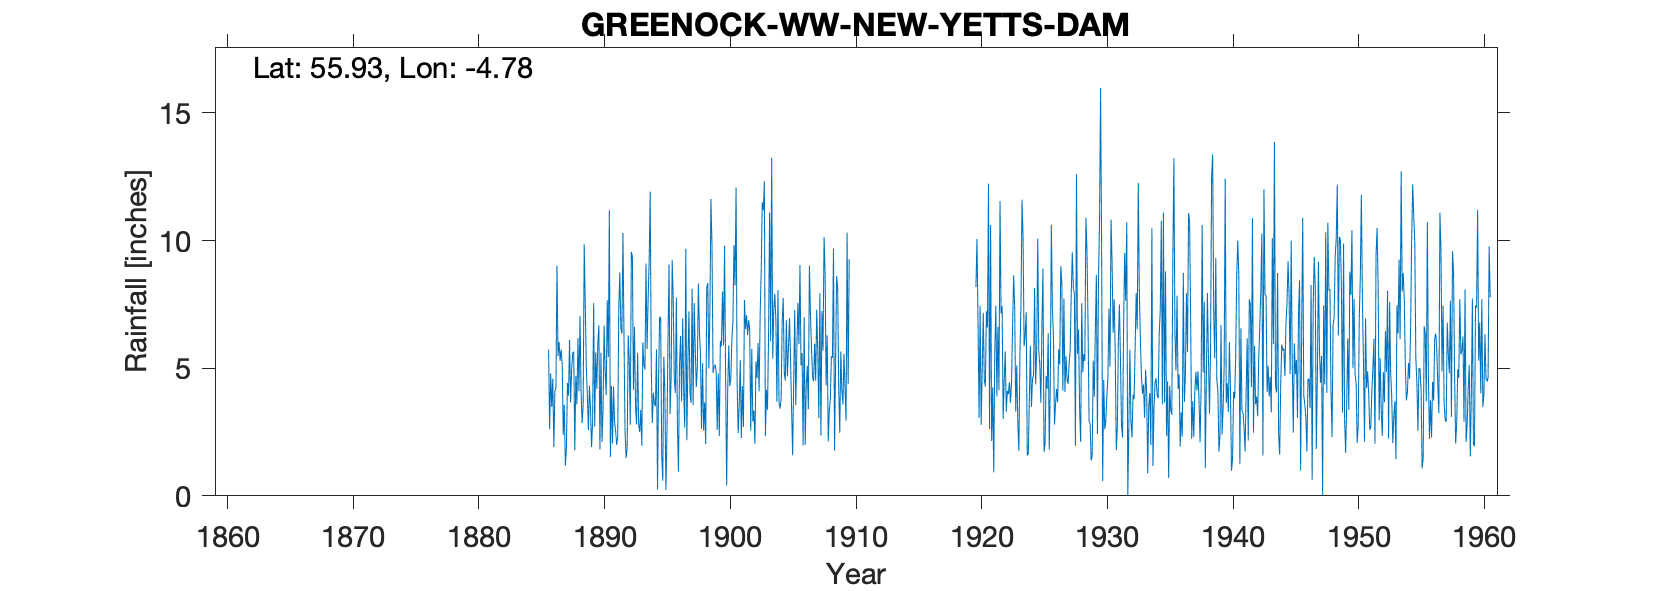 GREENOCK-WW-NEW-YETTS-DAM
Lat: 55.93, Lon: -4.78
15
10
5
0
Rainfall [inches]
1860 1870 1880 1890 1900 1910 1920 1930 1940 1950 1960
Year